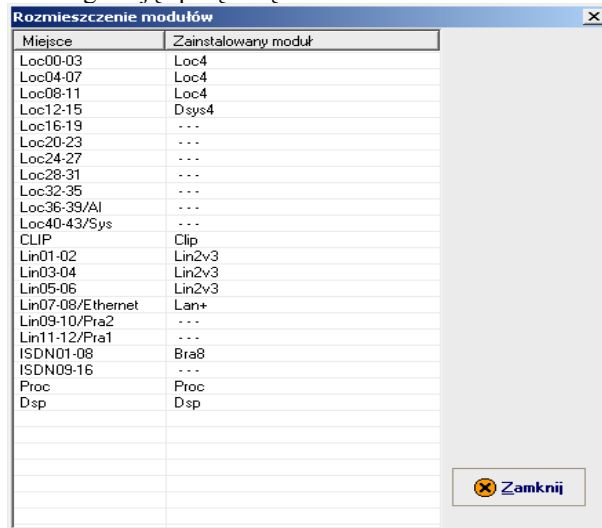 Rozmieszczenie modułów
Miejsce Zainstalowany moduł
Loc00-03 Loc4
Loc04-07 Loc4
Loc08-11 Loc4
Loc12-15 Dsys4
Loc16-19 - - -
Loc20-23 - - -
Loc24-27 - - -
Loc28-31 - - -
Loc32-35 - - -
Loc36-39/Al - - -
Loc40-43/Sys - - -
CLIP Clip
Lin01-02 Lin2v3
Lin03-04 Lin2v3
Lin05-06 Lin2v3
Lin07-08/Ethernet Lan+
Lin09-10/Pra2 - - -
Lin11-12/Pra1 - - -
ISDN01-08 Bra8
ISDN09-16 - - -
Proc Proc
Dsp Dsp
Zamknij